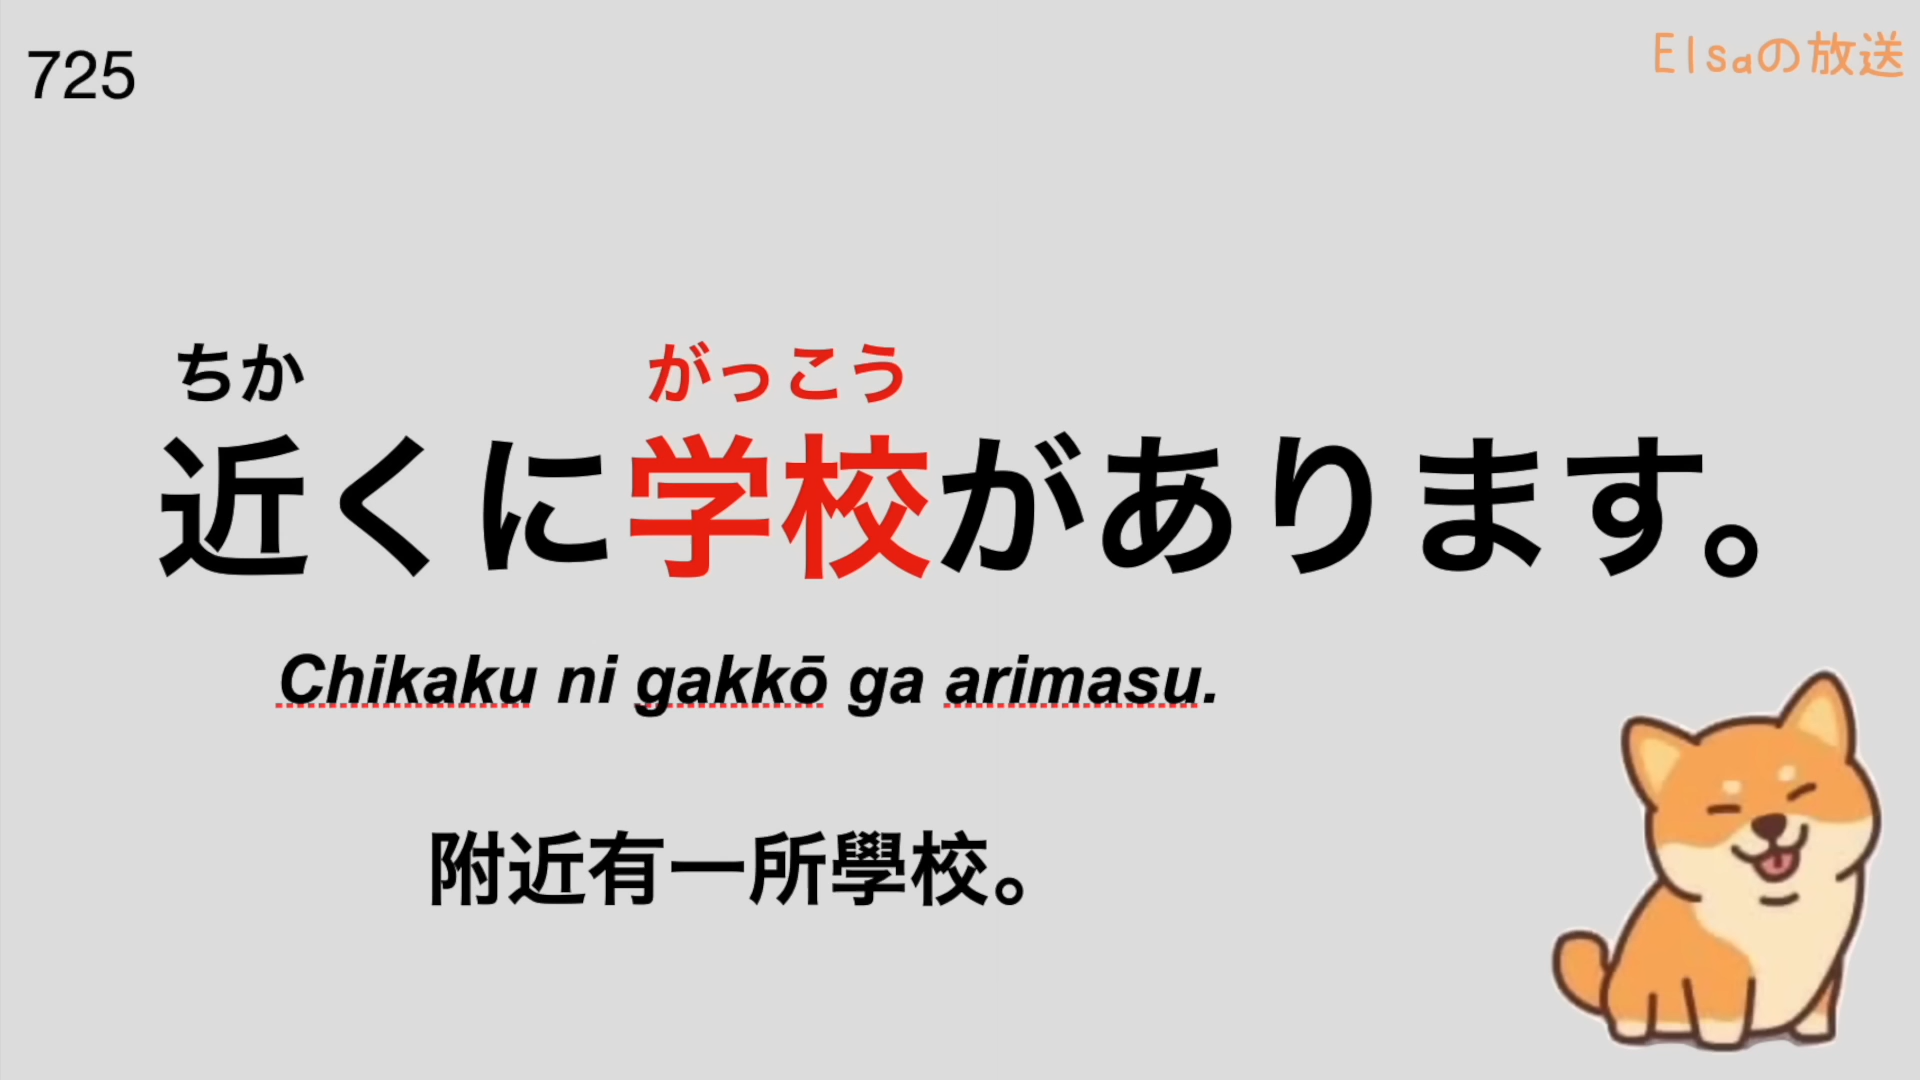 725
Elsaの放送
ちか がっこう
近くに学校があります。
Chikaku ni gakkō ga arimasu.
附近有一所學校。